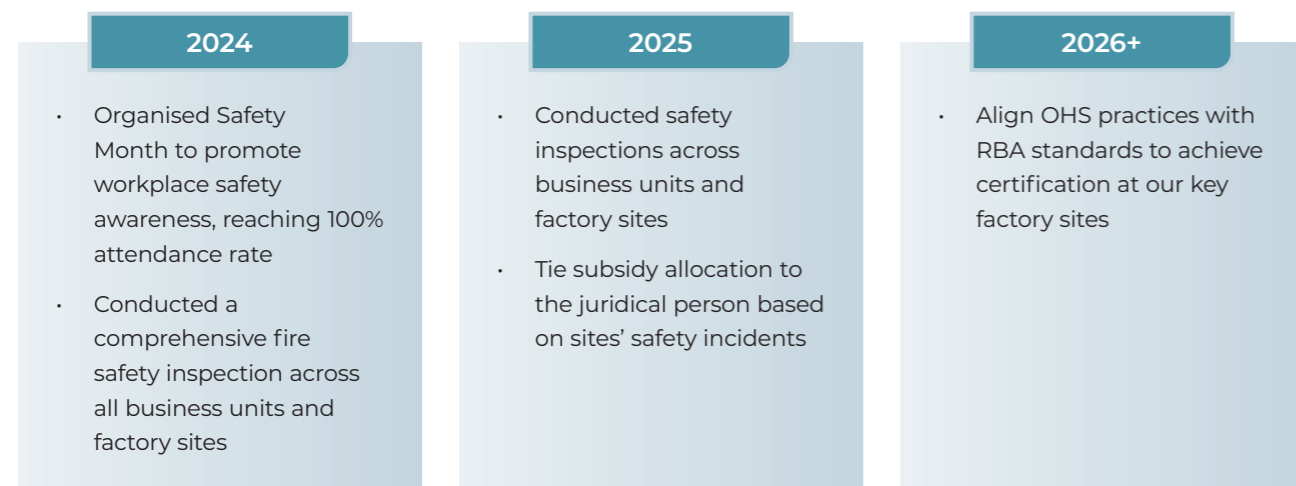 2024
• Organised Safety
Month to promote
workplace safety
awareness, reaching 100%
attendance rate
• Conducted a
comprehensive fire
safety inspection across
all business units and
factory sites
2025
• Conducted safety
inspections across
business units and
factory sites
• Tie subsidy allocation to
the juridical person based
on sites’ safety incidents
2026+
• Align OHS practices with
RBA standards to achieve
certification at our key
factory sites